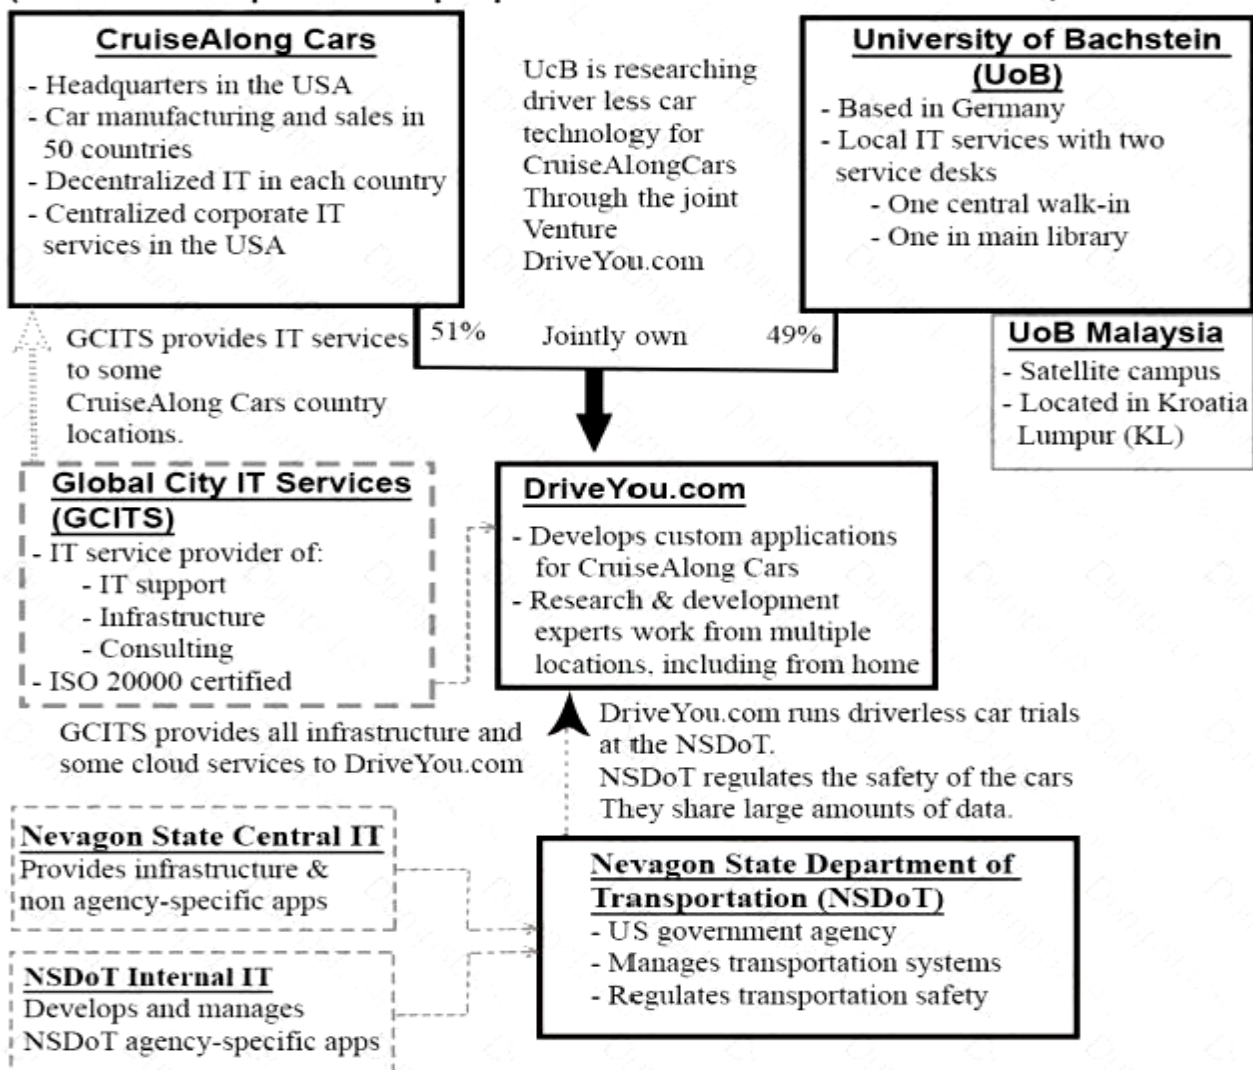 CruiseAlong Cars
- Headquarters in the USA
- Car manufacturing and sales in
50 countries
- Decentralized IT in each country
- Centralized corporate IT
services in the USA
UcB is researching
driver less car
technology for
CruiseAlongCars
Through the joint
Venture
DriveYou.com
University of Bachstein
(UoB)
- Based in Germany
- Local IT services with two
service desks
- One central walk-in
- One in main library
51% Jointly own 49%
UoB Malaysia
- Satellite campus
- Located in Kroatia
Lumpur (KL)
GCITS provides IT services
to some
CruiseAlong Cars country
locations.
Global City IT Services
(GCITS)
- IT service provider of:
- IT support
- Infrastructure
- Consulting
- ISO 20000 certified
DriveYou.com
- Develops custom applications
for CruiseAlong Cars
- Research & development
experts work from multiple
locations, including from home
GCITS provides all infrastructure and
some cloud services to DriveYou.com
DriveYou.com runs driverless car trials
at the NSDoT.
NSDoT regulates the safety of the cars
They share large amounts of data.
Nevagon State Central IT
Provides infrastructure &
non agency-specific apps
NSDoT Internal IT
Develops and manages
NSDoT agency-specific apps
Nevagon State Department of
Transportation (NSDoT)
- US government agency
- Manages transportation systems
- Regulates transportation safety